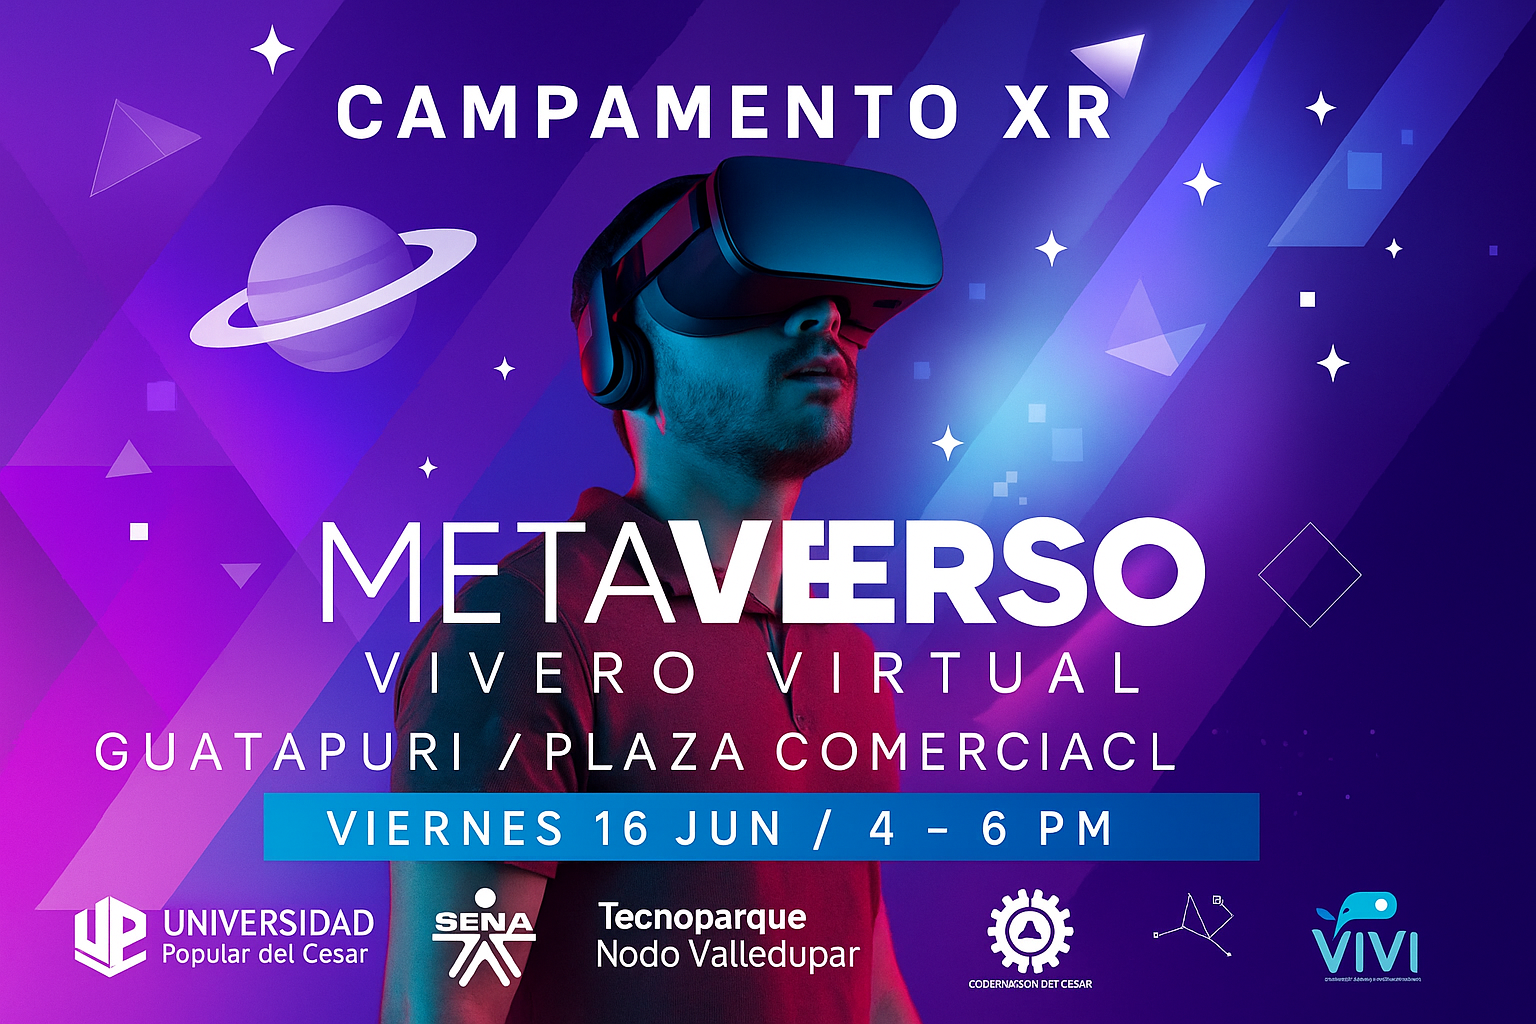 CAMPAMENTO XR
METAVEERSO
VIVERO VIRTUAL
GUATAPURI / PLAZA COMERCIACL
VIERNES 16 JUN / 4 – 6 PM
UP UNIVERSIDAD
Popular del Cesar
SENA
Tecnoparque
Nodo Valledupar
DET CESAR
VIVI